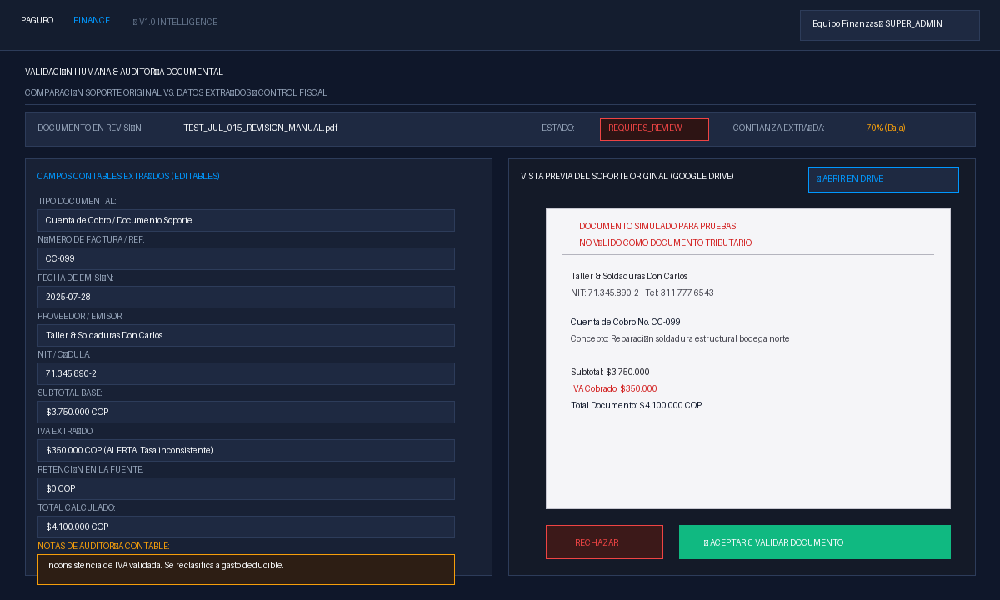 PAGURO FINANCE ▯ V1.0 INTELLIGENCE
Equipo Finanzas ▯ SUPER_ADMIN
VALIDACI▯N HUMANA & AUDITOR▯A DOCUMENTAL
COMPARACI▯N SOPORTE ORIGINAL VS. DATOS EXTRA▯DOS ▯ CONTROL FISCAL
DOCUMENTO EN REVISI▯N: TEST_JUL_015_REVISION_MANUAL.pdf
ESTADO: REQUIRES_REVIEW
CONFIANZA EXTRA▯DA: 70% (Baja)
CAMPOS CONTABLES EXTRA▯DOS (EDITABLES)
TIPO DOCUMENTAL:
Cuenta de Cobro / Documento Soporte
N▯MERO DE FACTURA / REF:
CC-099
FECHA DE EMISI▯N:
2025-07-28
PROVEEDOR / EMISOR:
Taller & Soldaduras Don Carlos
NIT / C▯DULA:
71.345.890-2
SUBTOTAL BASE:
$3.750.000 COP
IVA EXTRA▯DO:
$350.000 COP (ALERTA: Tasa inconsistente)
RETENCI▯N EN LA FUENTE:
$0 COP
TOTAL CALCULADO:
$4.100.000 COP
NOTAS DE AUDITOR▯A CONTABLE:
Inconsistencia de IVA validada. Se reclasifica a gasto deducible.
VISTA PREVIA DEL SOPORTE ORIGINAL (GOOGLE DRIVE)
▯ ABRIR EN DRIVE
DOCUMENTO SIMULADO PARA PRUEBAS
NO V▯LIDO COMO DOCUMENTO TRIBUTARIO
Taller & Soldaduras Don Carlos
NIT: 71.345.890-2 | Tel: 311 777 6543
Cuenta de Cobro No. CC-099
Concepto: Reparaci▯n soldadura estructural bodega norte
Subtotal: $3.750.000
IVA Cobrado: $350.000
Total Documento: $4.100.000 COP
RECHAZAR
▯ ACEPTAR & VALIDAR DOCUMENTO